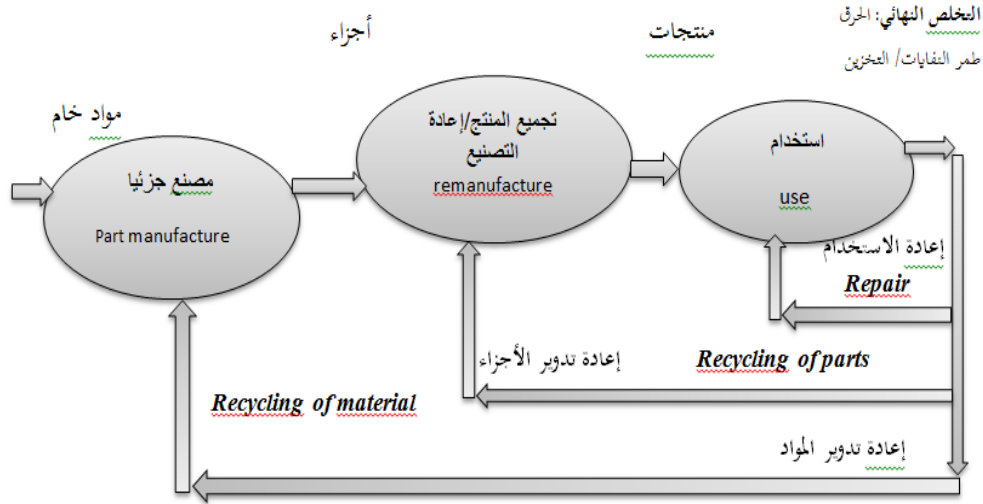 التخلص النهائي: الحرق
طمر النفايات/ التخزين
منتجات
أجزاء
مواد خام
تجميع المنتج/إعادة
التصنيع
remanufacture
استخدام
use
مصنع جزئيا
Part manufacture
إعادة الاستخدام
Repair
إعادة تدوير الأجزاء
Recycling of parts
Recycling of material
إعادة تدوير المواد